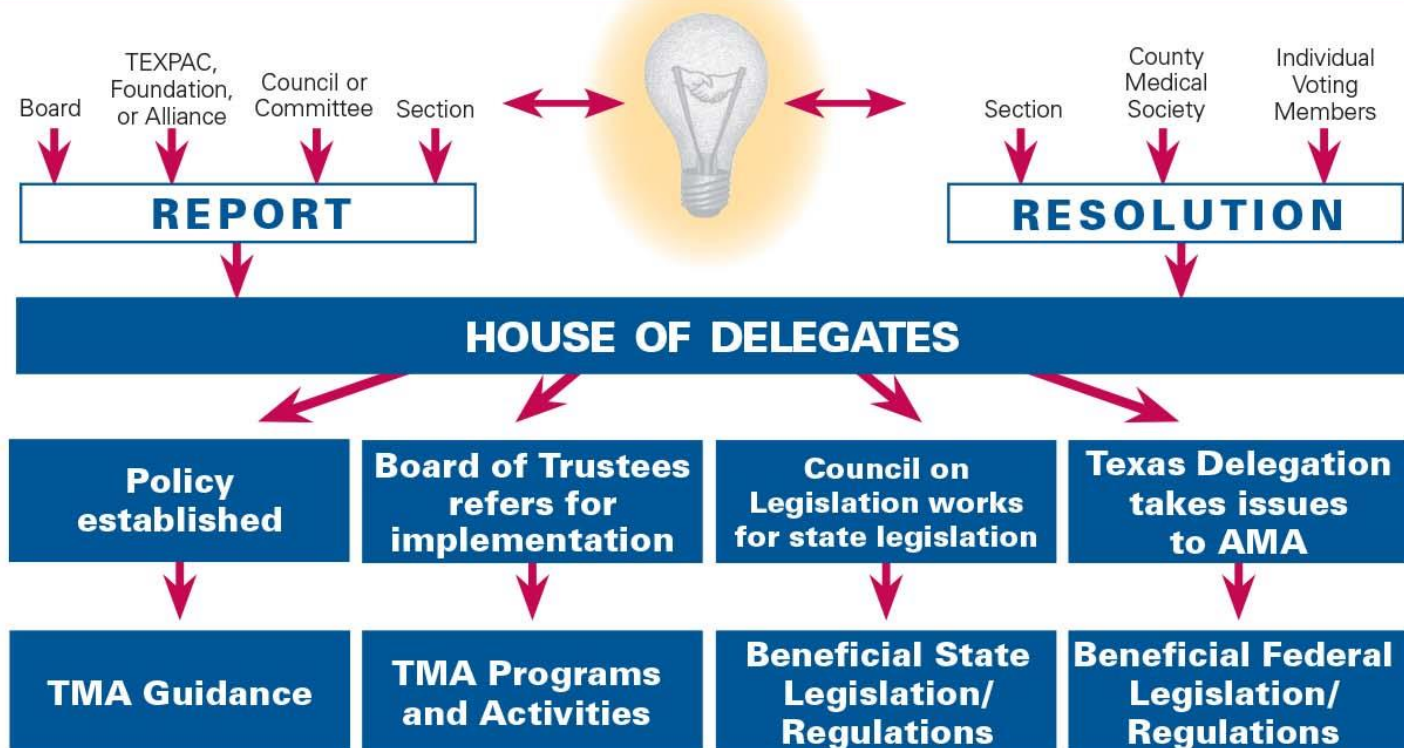 Board
TEXPAC,
Foundation,
or Alliance
Council or
Committee
Section
Section
County
Medical
Society
Individual
Voting
Members
REPORT
RESOLUTION
HOUSE OF DELEGATES
Policy
established
Board of Trustees
refers for
implementation
Council on
Legislation works
for state legislation
Texas Delegation
takes issues
to AMA
TMA Guidance
TMA Programs
and Activities
Beneficial State
Legislation/
Regulations
Beneficial Federal
Legislation/
Regulations